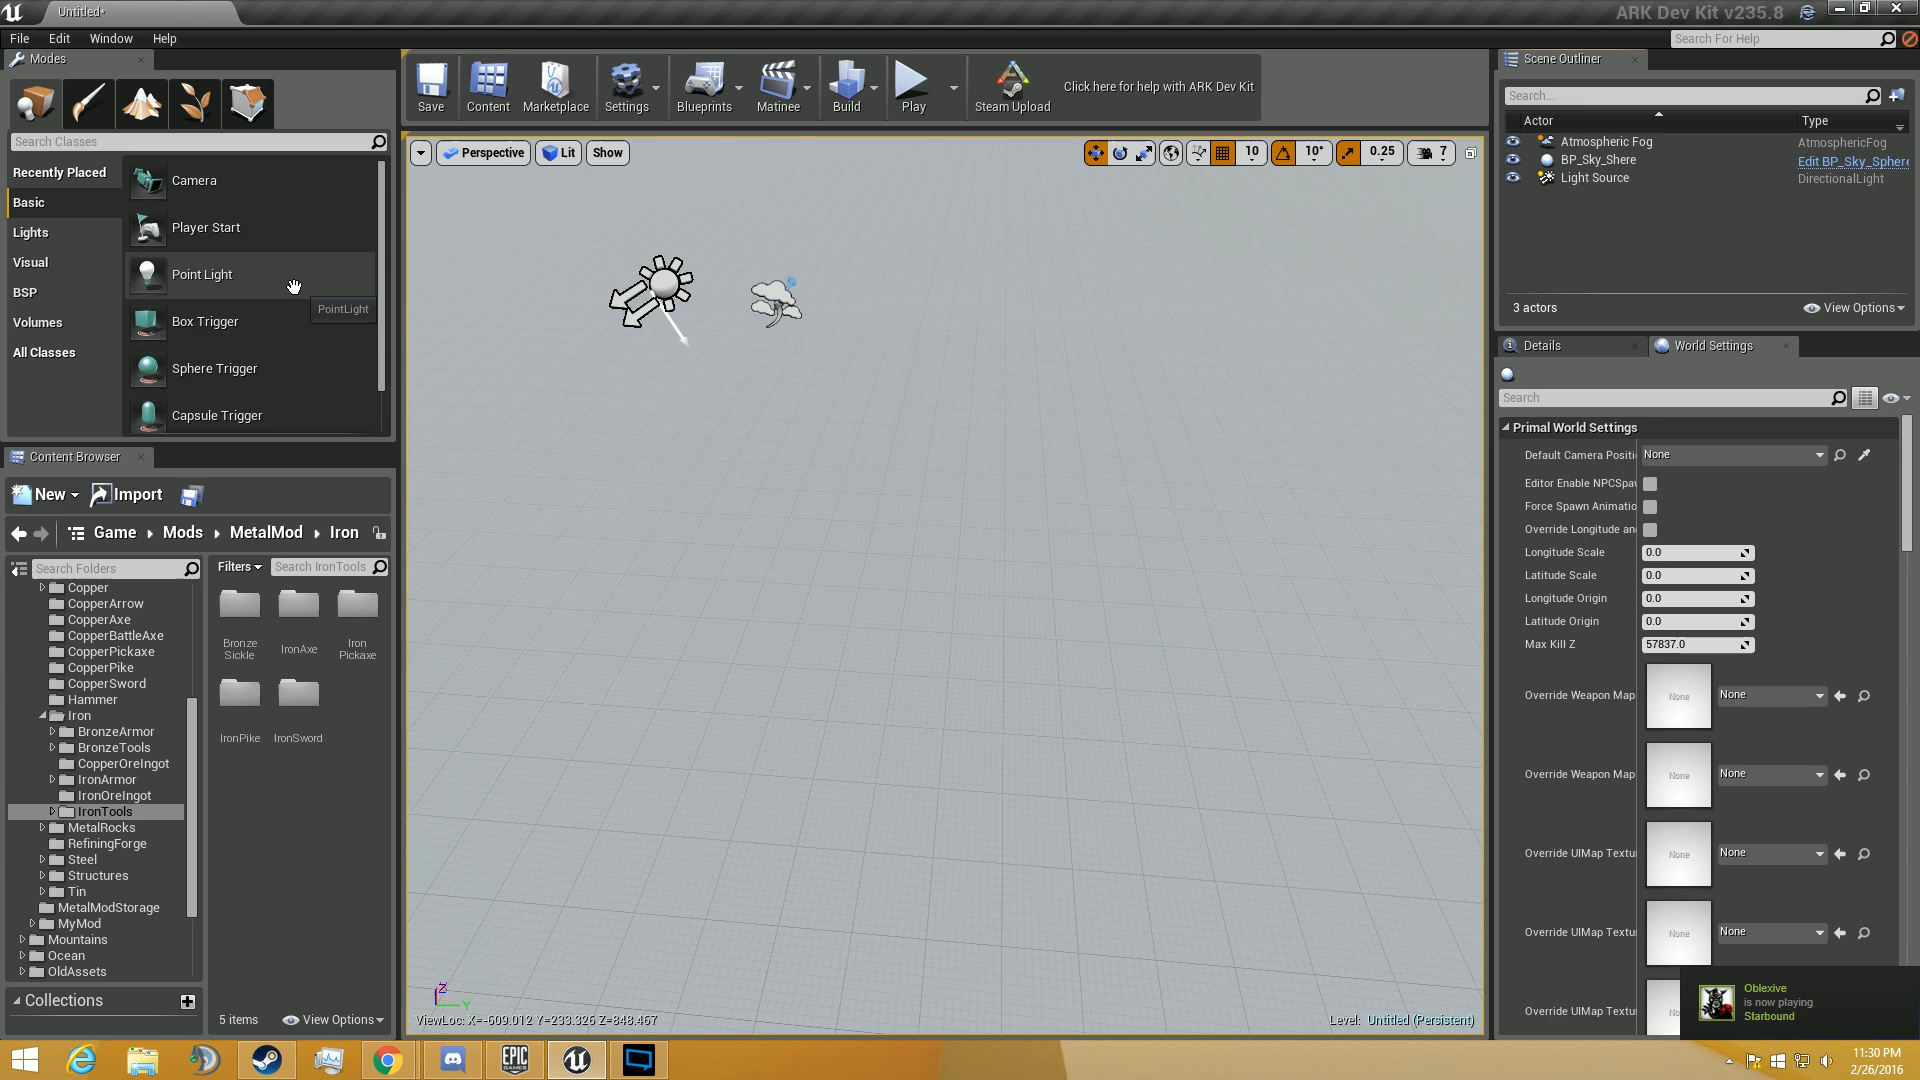 Untitled*
ARK Dev Kit v235.8
File Edit Window Help
Search For Help
Modes
Search Classes
Recently Placed
Basic
Lights
Visual
BSP
Volumes
All Classes
Camera
Player Start
Point Light
PointLight
Box Trigger
Sphere Trigger
Capsule Trigger
Save Content Marketplace Settings Blueprints Matinee Build Play Steam Upload
Click here for help with ARK Dev Kit
Perspective Lit Show
10 10° 0.25 7
Scene Outliner
Search...
Actor Type
Atmospheric Fog AtmosphericFog
BP_Sky_Shere Edit BP_Sky_Sphere
Light Source DirectionalLight
3 actors
View Options
Details World Settings
Search
Primal World Settings
Default Camera Positi None
Editor Enable NPCSpa
Force Spawn Animatio
Override Longitude an
Longitude Scale 0.0
Latitude Scale 0.0
Longitude Origin 0.0
Latitude Origin 0.0
Max Kill Z 57837.0
Override Weapon Map None None
Override Weapon Map None None
Override UIMap Textu None None
Override UIMap Textu None None
Override UIMap Textu No
Content Browser
New Import
Game Mods MetalMod Iron
Search Folders
Filters
Search IronTools
Copper
CopperArrow
CopperAxe
CopperBattleAxe
CopperPickaxe
CopperPike
CopperSword
Hammer
Iron
BronzeArmor
BronzeTools
CopperOreIngot
IronArmor
IronOreIngot
IronTools
MetalRocks
RefiningForge
Steel
Structures
Tin
MetalModStorage
MyMod
Mountains
Ocean
OldAssets
Bronze Sickle
IronAxe
Iron Pickaxe
IronPike
IronSword
Collections
5 items
View Options
Z
Y
ViewLoc: X=-609.012 Y=233.326 Z=848.467
Level: Untitled (Persistent)
Oblexive
is now playing
Starbound
EPIC
GAMES
11:30 PM
2/26/2016